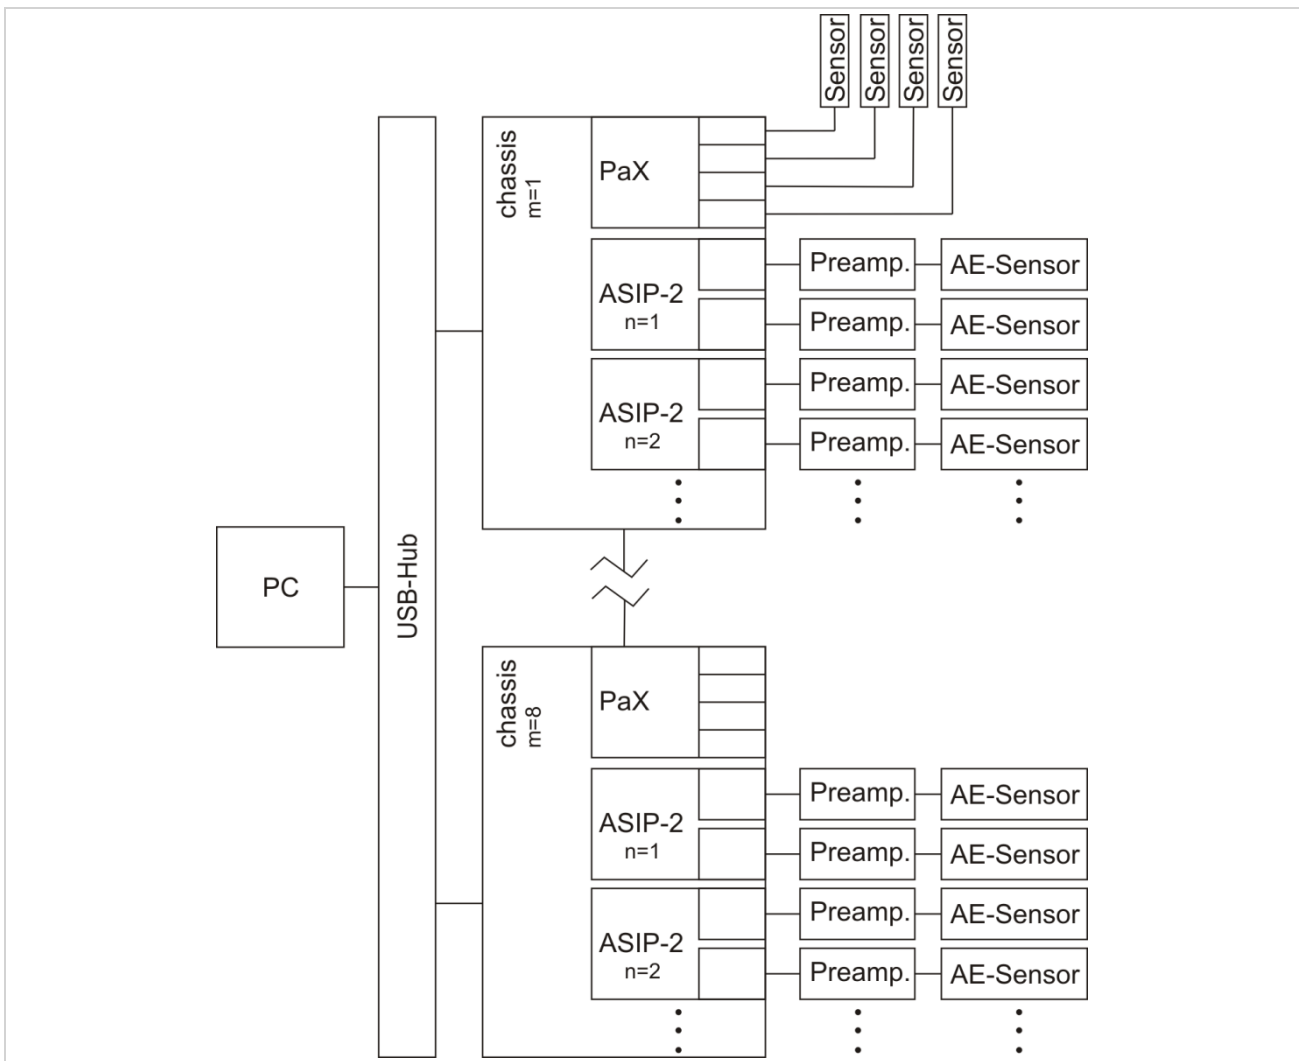 Sensor
Sensor
Sensor
Sensor
chassis
m=1
PaX
ASIP-2
n=1
Preamp.
AE-Sensor
Preamp.
AE-Sensor
ASIP-2
n=2
Preamp.
AE-Sensor
Preamp.
AE-Sensor
PC
USB-Hub
chassis
m=8
PaX
ASIP-2
n=1
Preamp.
AE-Sensor
Preamp.
AE-Sensor
ASIP-2
n=2
Preamp.
AE-Sensor
Preamp.
AE-Sensor